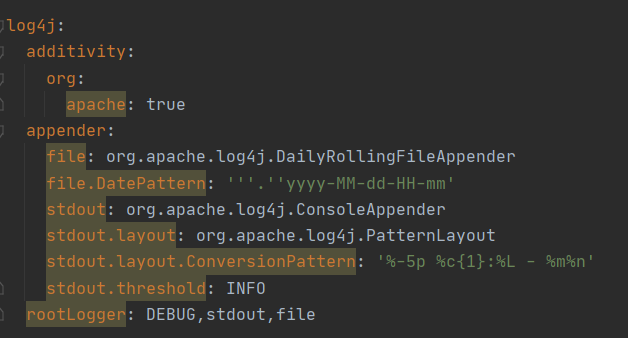 log4j:
  additivity:
    org:
      apache: true
  appender:
    file: org.apache.log4j.DailyRollingFileAppender
    file.DatePattern: '''.''yyyy-MM-dd-HH-mm'
    stdout: org.apache.log4j.ConsoleAppender
    stdout.layout: org.apache.log4j.PatternLayout
    stdout.layout.ConversionPattern: '%-5p %c{1}:%L - %m%n'
    stdout.threshold: INFO
  rootLogger: DEBUG,stdout,file